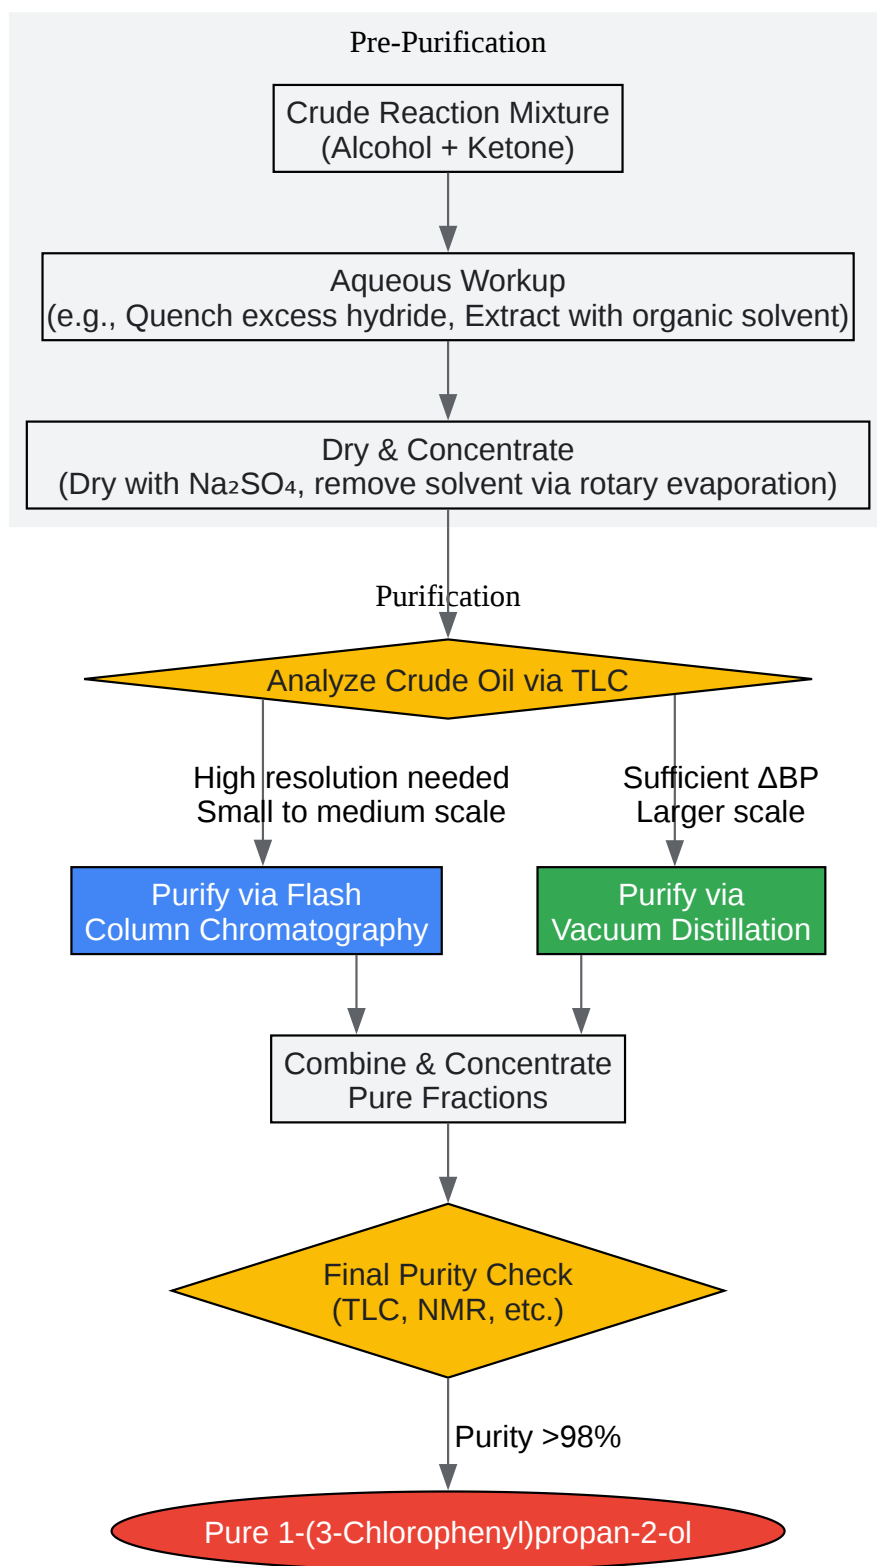 Pre-Purification
Crude Reaction Mixture
(Alcohol + Ketone)
Aqueous Workup
(e.g., Quench excess hydride, Extract with organic solvent)
Dry & Concentrate
(Dry with Na₂SO₄, remove solvent via rotary evaporation)
Purification
Analyze Crude Oil via TLC
High resolution needed
Small to medium scale
Sufficient ΔBP
Larger scale
Purify via Flash
Column Chromatography
Purify via
Vacuum Distillation
Combine & Concentrate
Pure Fractions
Final Purity Check
(TLC, NMR, etc.)
Purity >98%
Pure 1-(3-Chlorophenyl)propan-2-ol